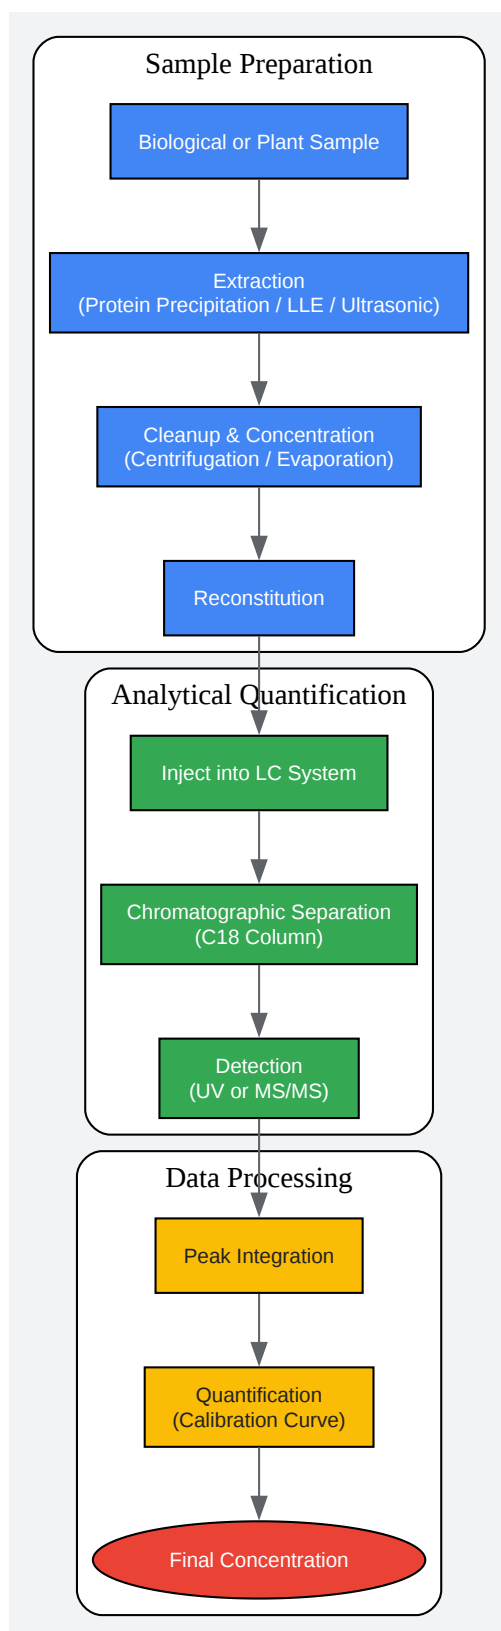 Sample Preparation
Biological or Plant Sample
Extraction
(Protein Precipitation / LLE / Ultrasonic)
Cleanup & Concentration
(Centrifugation / Evaporation)
Reconstitution
Analytical Quantification
Inject into LC System
Chromatographic Separation
(C18 Column)
Detection
(UV or MS/MS)
Data Processing
Peak Integration
Quantification
(Calibration Curve)
Final Concentration